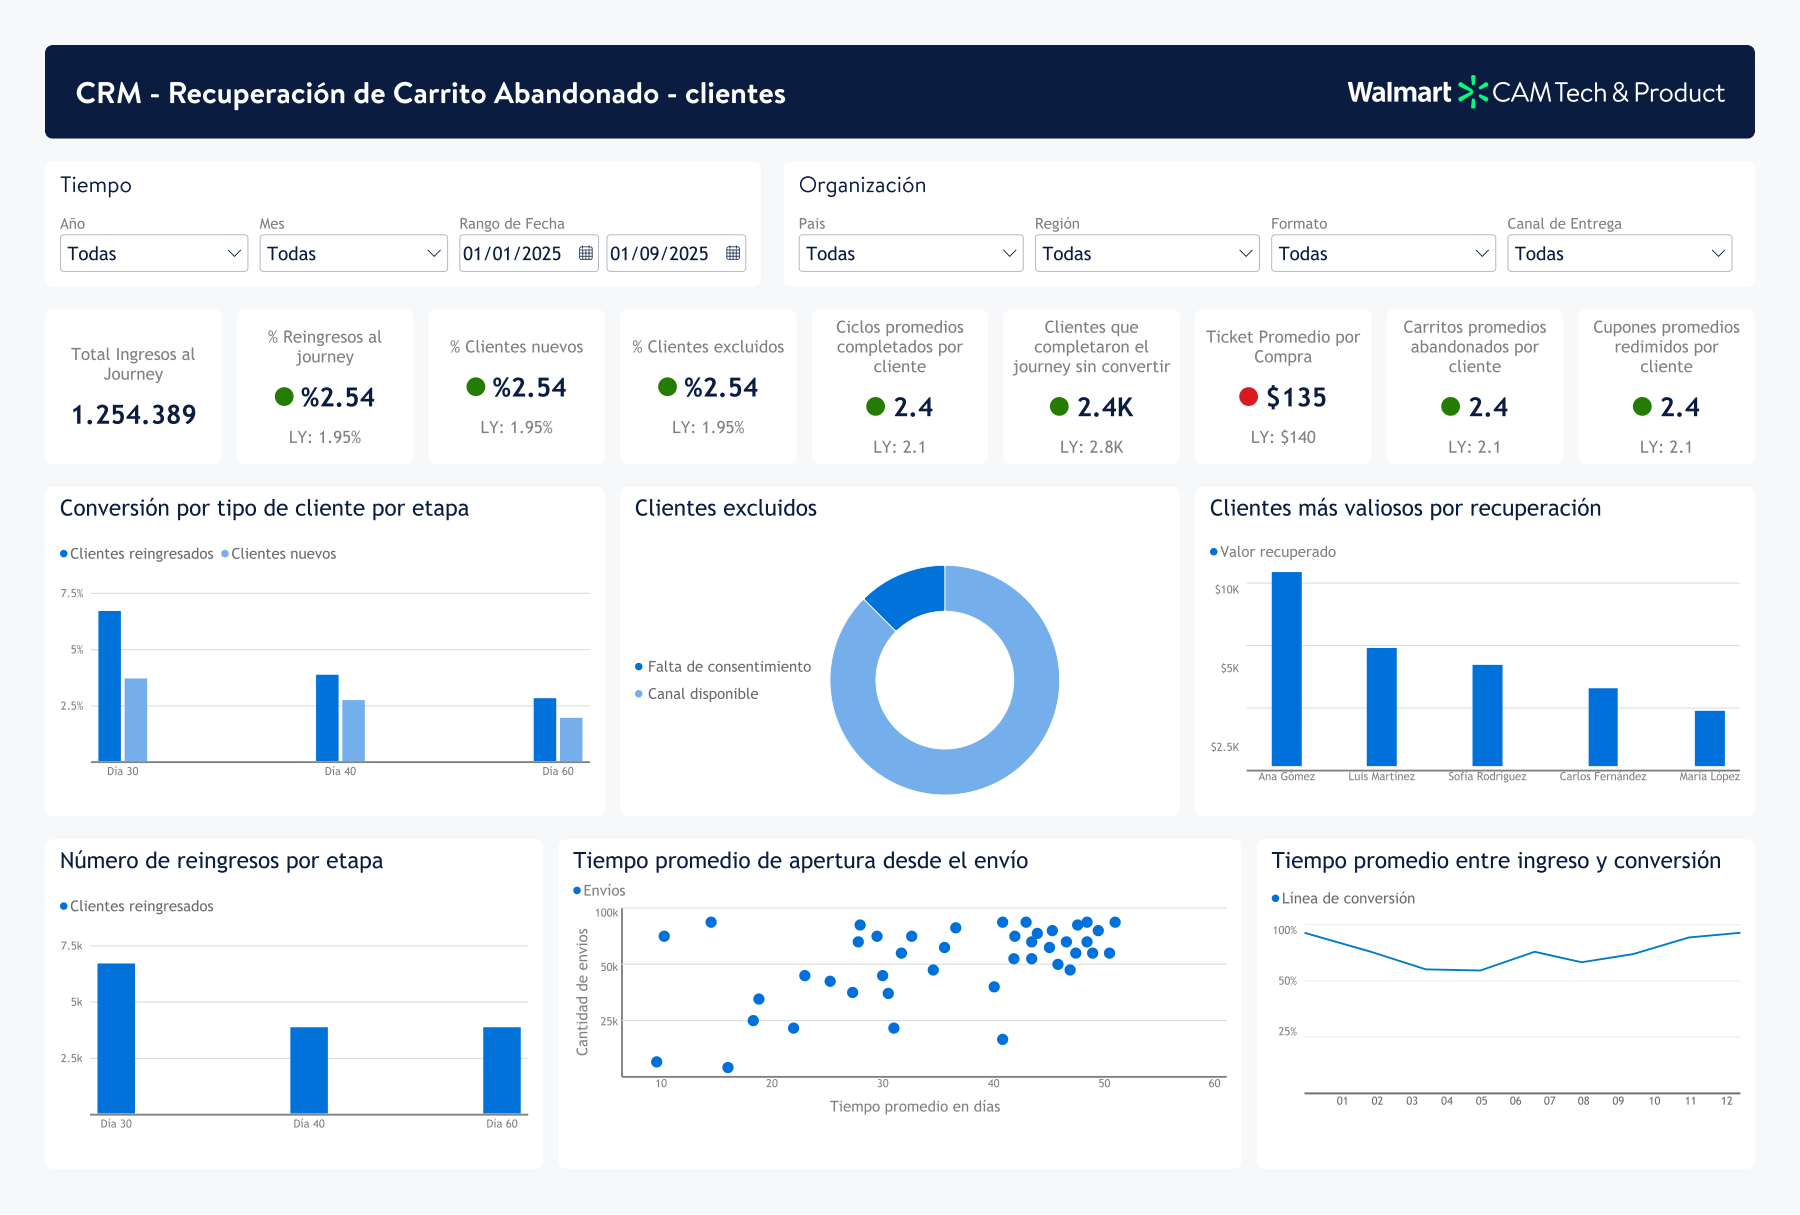 CRM - Recuperación de Carrito Abandonado - clientes
Walmart CAM Tech & Product
Tiempo
Año
Mes
Rango de Fecha
Todas
Todas
01/01/2025
01/09/2025
Organización
Pais
Región
Formato
Canal de Entrega
Todas
Todas
Todas
Todas
Total Ingresos al
Journey
1.254.389
% Reingresos al
journey
%2.54
LY: 1.95%
% Clientes nuevos
%2.54
LY: 1.95%
% Clientes excluidos
%2.54
LY: 1.95%
Ciclos promedios
completados por
cliente
2.4
LY: 2.1
Clientes que
completaron el
journey sin convertir
2.4K
LY: 2.8K
Ticket Promedio por
Compra
$135
LY: $140
Carritos promedios
abandonados por
cliente
2.4
LY: 2.1
Cupones promedios
redimidos por
cliente
2.4
LY: 2.1
Conversión por tipo de cliente por etapa
Clientes reingresados
Clientes nuevos
7.5%
5%
2.5%
Dia 30
Dia 40
Dia 60
Clientes excluidos
Falta de consentimiento
Canal disponible
Clientes más valiosos por recuperación
Valor recuperado
$10K
$5K
$2.5K
Ana Gómez
Luis Martínez
Sofía Rodríguez
Carlos Fernández
María López
Número de reingresos por etapa
Clientes reingresados
7.5k
5k
2.5k
Dia 30
Dia 40
Dia 60
Tiempo promedio de apertura desde el envío
Envíos
Cantidad de envios
100k
50k
25k
10
20
30
40
50
60
Tiempo promedio en días
Tiempo promedio entre ingreso y conversión
Línea de conversión
100%
50%
25%
01
02
03
04
05
06
07
08
09
10
11
12